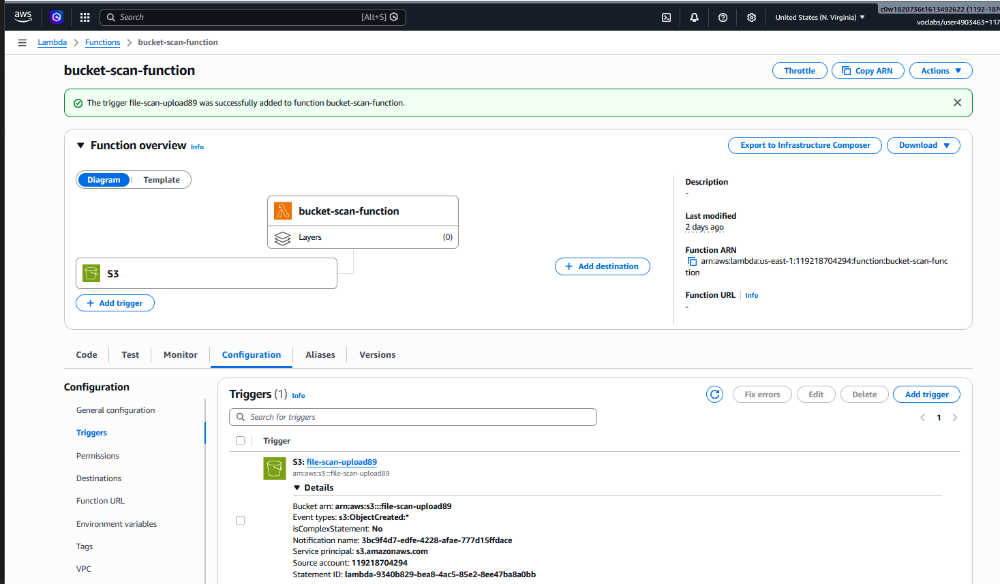 aws
Search
[Alt+S]
United States (N. Virginia)
c0w1820736t1613492622 (1192-187
voclabs/user4903463=117
Lambda
Functions
bucket-scan-function
bucket-scan-function
Throttle
Copy ARN
Actions
The trigger file-scan-upload89 was successfully added to function bucket-scan-function.
Function overview Info
Export to Infrastructure Composer
Download
Diagram
Template
bucket-scan-function
Layers
(0)
S3
+ Add trigger
+ Add destination
Description
-
Last modified
2 days ago
Function ARN
arn:aws:lambda:us-east-1:119218704294:function:bucket-scan-func
tion
Function URL Info
-
Code
Test
Monitor
Configuration
Aliases
Versions
Configuration
General configuration
Triggers
Permissions
Destinations
Function URL
Environment variables
Tags
VPC
Triggers (1) Info
Fix errors
Edit
Delete
Add trigger
Search for triggers
1
Trigger
S3: file-scan-upload89
arn:aws:s3:::file-scan-upload89
Details
Bucket arn: arn:aws:s3:::file-scan-upload89
Event types: s3:ObjectCreated:*
isComplexStatement: No
Notification name: 3bc9f4d7-edfe-4228-afae-777d15ffdace
Service principal: s3.amazonaws.com
Source account: 119218704294
Statement ID: lambda-9340b829-bea8-4ac5-85e2-8ee47ba8a0bb